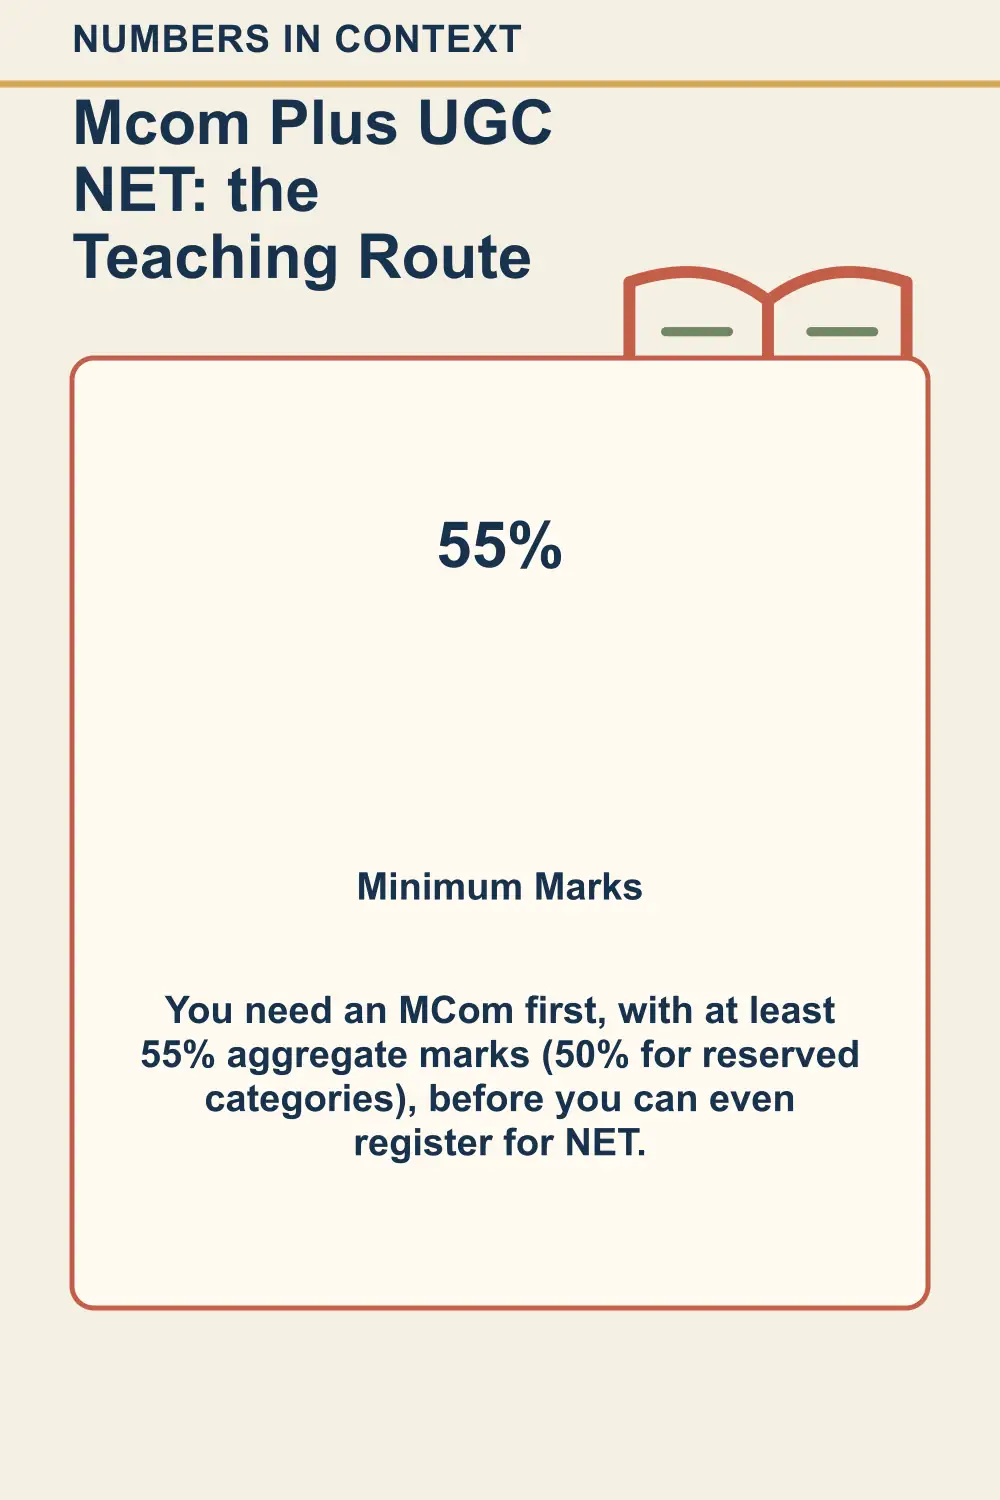 NUMBERS IN CONTEXT
Mcom Plus UGC
NET: the
Teaching Route
55%
Minimum Marks
You need an MCom first, with at least
55% aggregate marks (50% for reserved
categories), before you can even
register for NET.